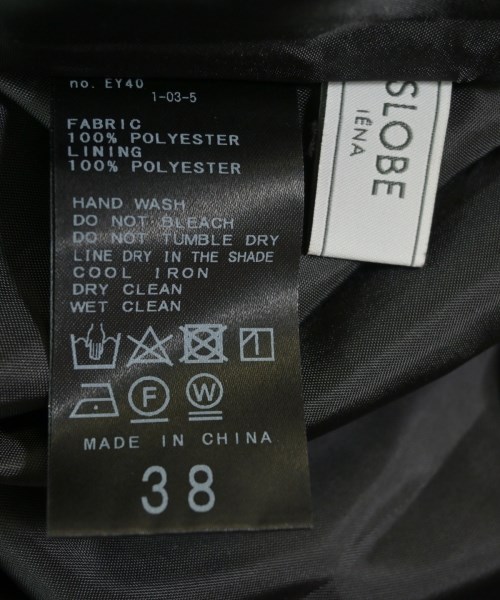 no. EY40
1-03-5
FABRIC
100% POLYESTER
LINING
100% POLYESTER
HAND WASH
DO NOT BLEACH
DO NOT TUMBLE DRY
LINE DRY IN THE SHADE
COOL IRON
DRY CLEAN
WET CLEAN
F W
MADE IN CHINA
38
SLOBE
IÉNA